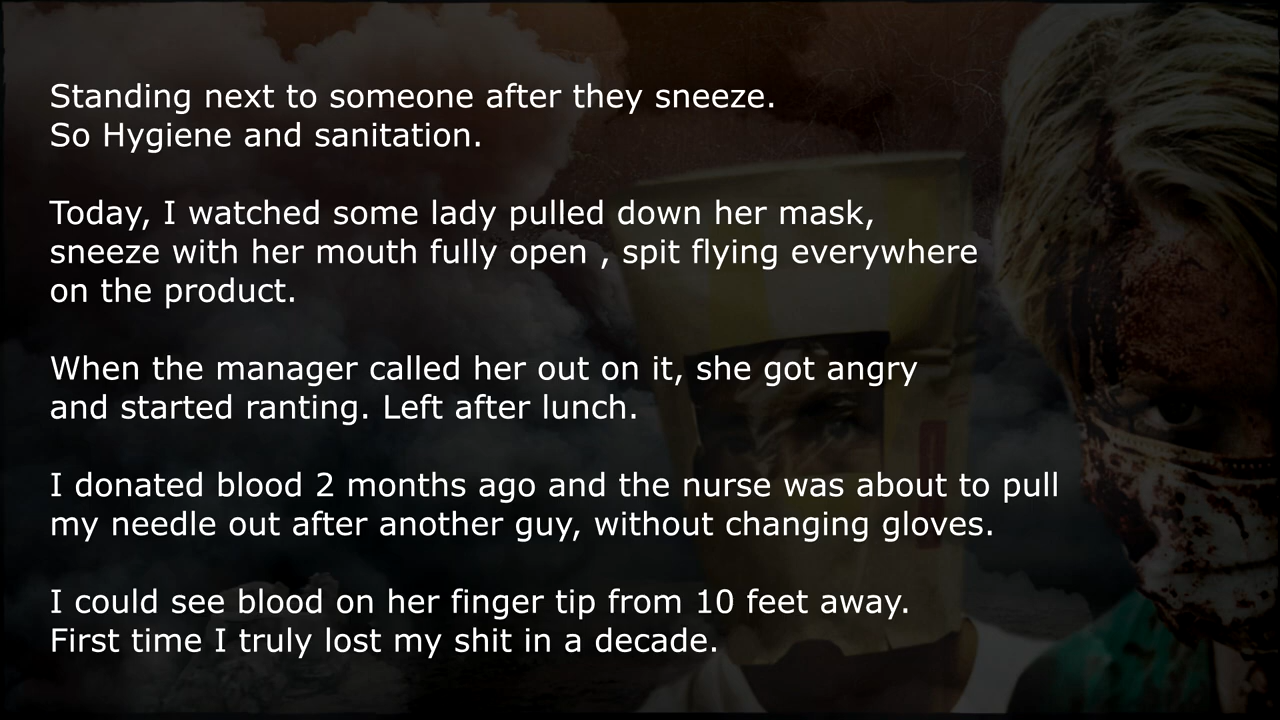 Standing next to someone after they sneeze.
So Hygiene and sanitation.
Today, I watched some lady pulled down her mask,
sneeze with her mouth fully open , spit flying everywhere
on the product.
When the manager called her out on it, she got angry
and started ranting. Left after lunch.
I donated blood 2 months ago and the nurse was about to pull
my needle out after another guy, without changing gloves.
I could see blood on her finger tip from 10 feet away.
First time I truly lost my shit in a decade.